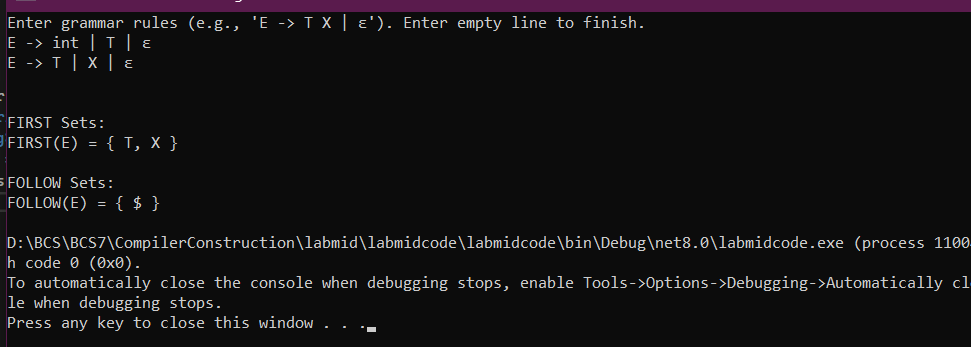 Enter grammar rules (e.g., 'E -> T X | ε'). Enter empty line to finish.
E -> int | T | ε
E -> T | X | ε
FIRST Sets:
FIRST(E) = { T, X }
FOLLOW Sets:
FOLLOW(E) = { $ }
D:\BCS\BCS7\CompilerConstruction\labmid\labmidcode\labmidcode\bin\Debug\net8.0\labmidcode.exe (process 1100
h code 0 (0x0).
To automatically close the console when debugging stops, enable Tools->Options->Debugging->Automatically cl
le when debugging stops.
Press any key to close this window . . .